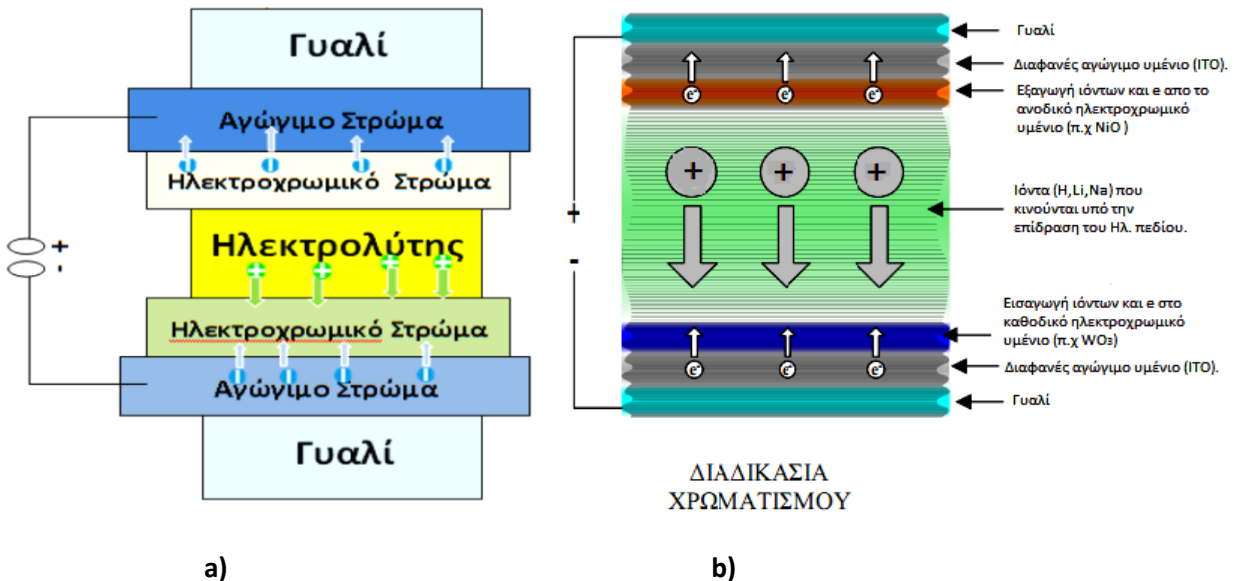 Γυαλί
Αγώγιμο Στρώμα
Ηλεκτροχρωμικό Στρώμα
Ηλεκτρολύτης
Ηλεκτροχρωμικό Στρώμα
Αγώγιμο Στρώμα
Γυαλί
+
-
a)
+
-
e-
e-
e-
+
+
+
e-
e-
e-
Γυαλί
Διαφανές αγώγιμο υμένιο (ITO).
Εξαγωγή ιόντων και e απο το
ανοδικό ηλεκτροχρωμικό
υμένιο (π.χ NiO )
Ιόντα (H,Li,Na) που
κινούνται υπό την
επίδραση του Ηλ. πεδίου.
Εισαγωγή ιόντων και e στο
καθοδικό ηλεκτροχρωμικό
υμένιο (π.χ WO₃)
Διαφανές αγώγιμο υμένιο (ITO).
Γυαλί
ΔΙΑΔΙΚΑΣΙΑ
ΧΡΩΜΑΤΙΣΜΟΥ
b)